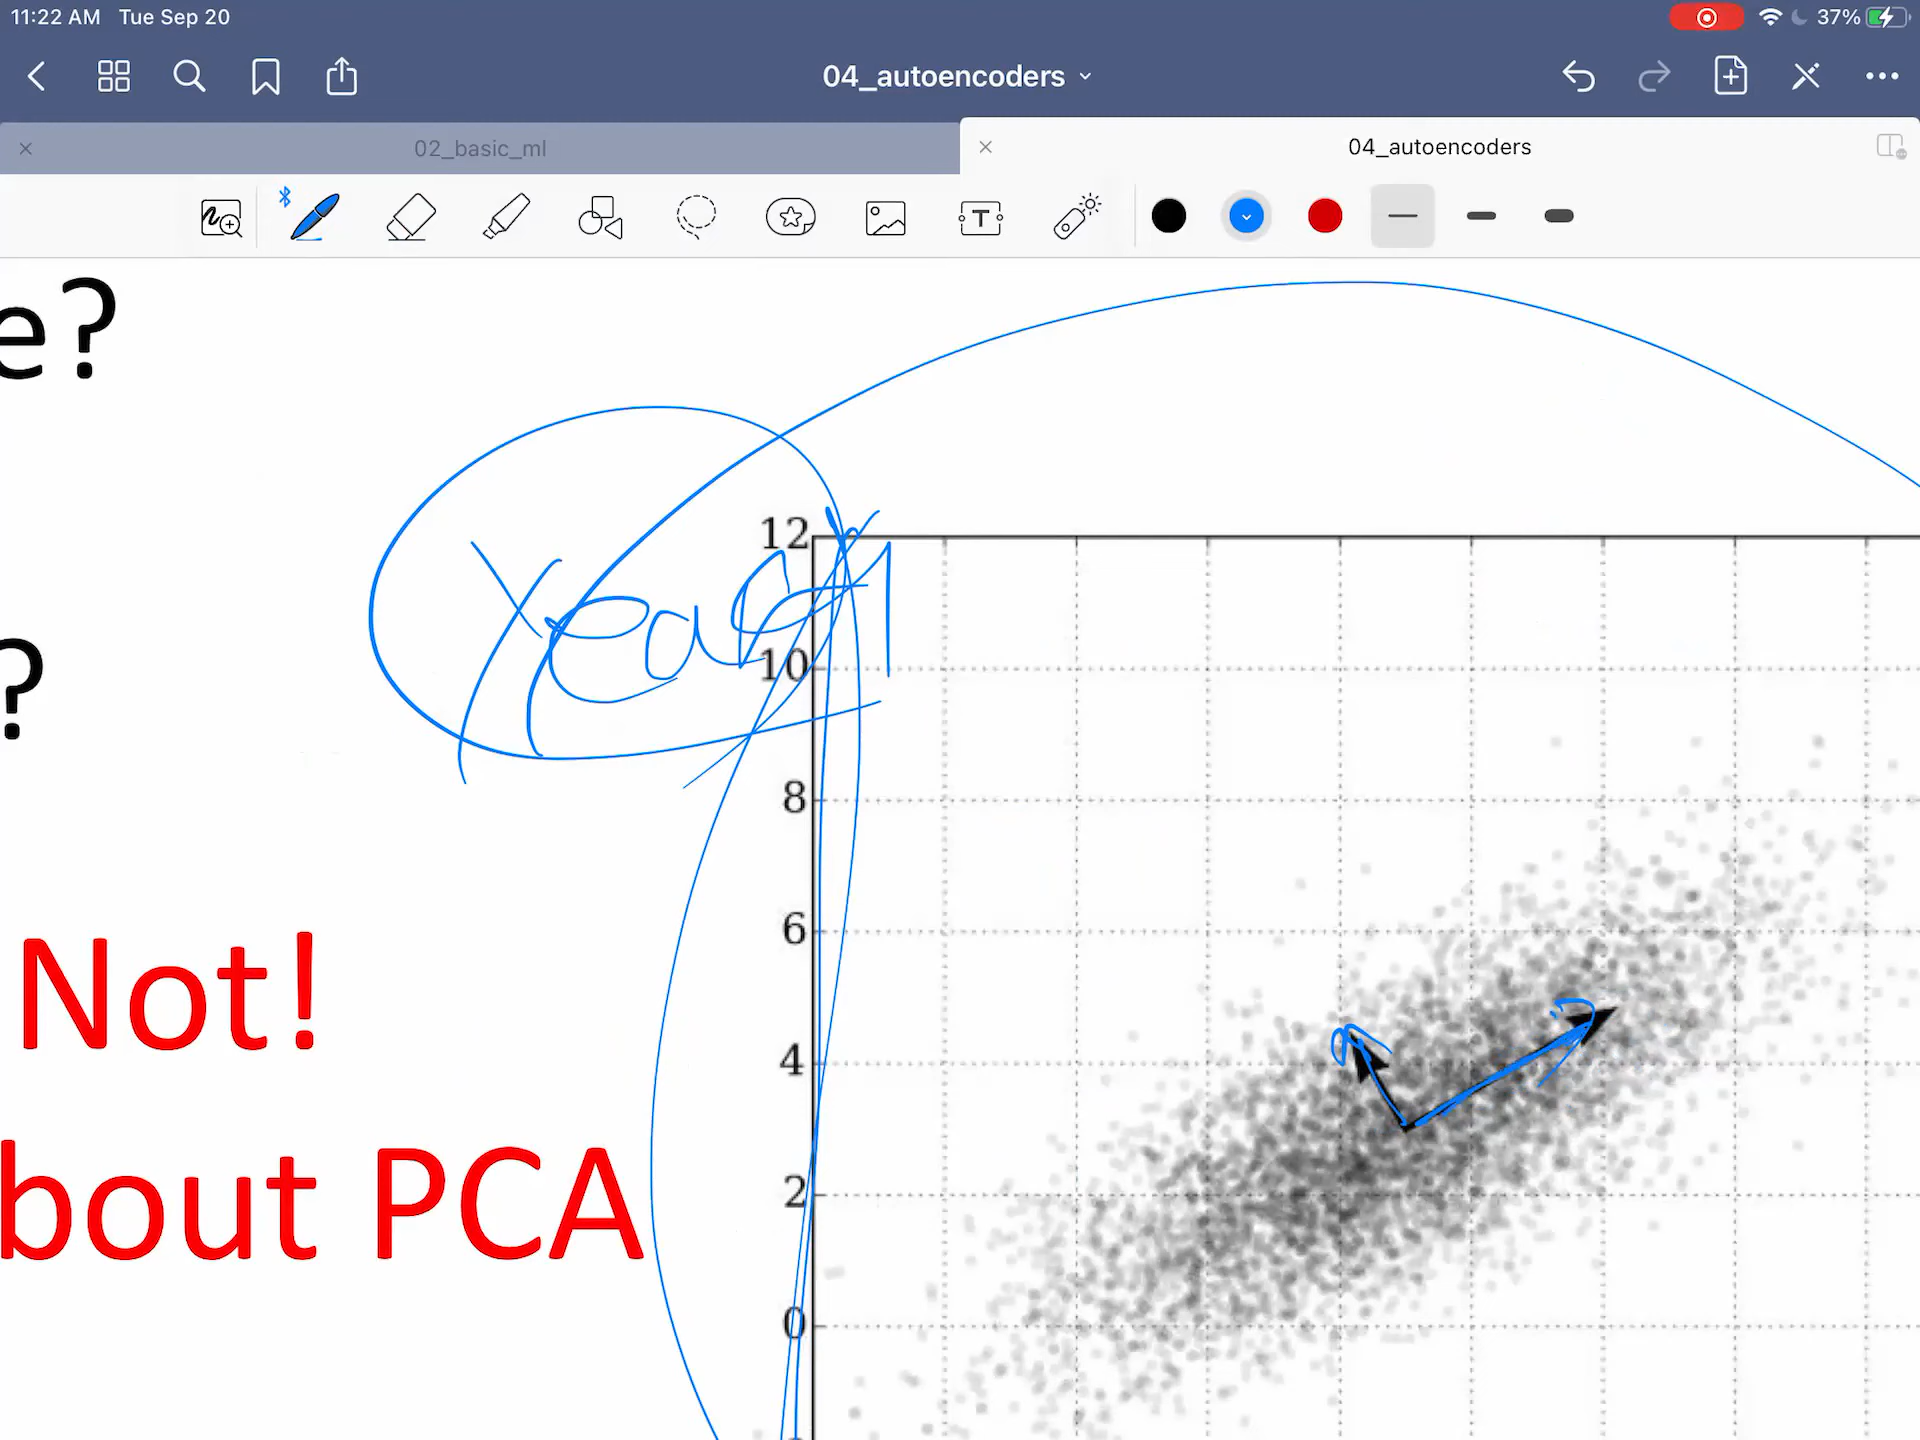 11:22 AM Tue Sep 20
37%
04_autoencoders
02_basic_ml
04_autoencoders
T
e?
12
10
?
8
6
Not!
4
bout PCA
2
0